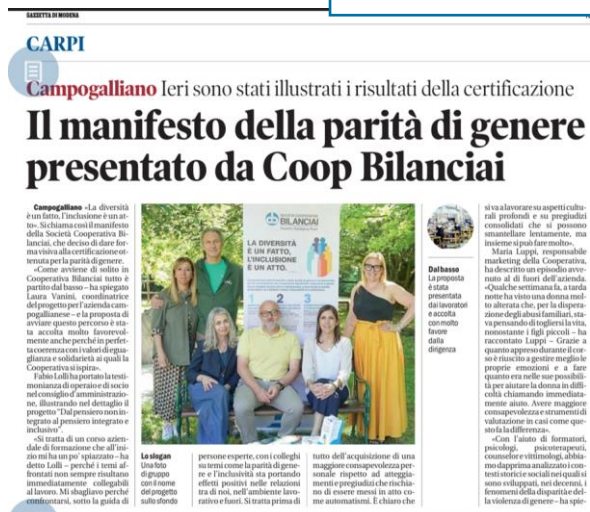 GAZZETTA DI MODENA
CARPI
Campogalliano Ieri sono stati illustrati i risultati della certificazione
Il manifesto della parità di genere
presentato da Coop Bilanciai
Campogalliano «La diversità
è un fatto, l'inclusione è un at-
to». Si chiama così il manifesto
della Società Cooperativa Bi-
lanciai, che deciso di dare for-
ma visiva alla certificazione ot-
tenuta per la parità di genere.
«Come avviene di solito in
Cooperativa Bilanciai tutto è
partito dal basso – ha spiegato
Laura Vanini, coordinatrice
del progetto per l'azienda cam-
pogallianese – e la proposta di
avviare questo percorso è sta-
ta accolta molto favorevol-
mente anche perché in perfet-
ta coerenza con i valori di egua-
glianza e solidarietà ai quali la
Cooperativa si ispira».
Fabio Lolli ha portato la testi-
monianza di operaio e di socio
nel consiglio d'amministrazio-
ne, illustrando nel dettaglio il
progetto "Dal pensiero non in-
tegrato al pensiero integrato e
inclusivo".
«Si tratta di un corso azien-
dale di formazione che all'ini-
zio mi ha un po' spiazzato – ha
detto Lolli – perché i temi af-
frontati non sempre risultano
immediatamente collegabili
al lavoro. Mi sbagliavo perché
confrontarsi, sotto la guida di
BILANCIAI
LA DIVERSITÀ
È UN FATTO,
L'INCLUSIONE
È UN ATTO.
1 2 3
Lo slogan
Una foto
di gruppo
con il nome
del progetto
sullo sfondo
persone esperte, con i colleghi
su temi come la parità di gene-
re e l'inclusività sta portando
effetti positivi nelle relazioni
tra di noi, nell'ambiente lavo-
rativo e fuori. Si tratta prima di
tutto dell'acquisizione di una
maggiore consapevolezza per-
sonale rispetto ad atteggia-
menti e pregiudizi che rischia-
no di essere messi in atto co-
me automatismi. È chiaro che
Dal basso
La proposta
è stata
presentata
dai lavoratori
e accolta
con molto
favore
dalla
dirigenza
si va a lavorare su aspetti cultu-
rali profondi e su pregiudizi
consolidati che si possono
smantellare lentamente, ma
insieme si può fare molto».
Maria Luppi, responsabile
marketing della Cooperativa,
ha descritto un episodio avve-
nuto al di fuori dell'azienda.
«Qualche settimana fa, a tarda
notte ha visto una donna mol-
to alterata che, per la dispera-
zione degli abusi familiari, sta-
va pensando di togliersi la vita,
nonostante i figli piccoli – ha
raccontato Luppi – Grazie a
quanto appreso durante il cor-
so è riuscito a gestire meglio le
proprie emozioni e a fare
quanto era nelle sue possibili-
tà per aiutare la donna in diffi-
coltà chiamando immediata-
mente aiuto. Avere maggiore
consapevolezza e strumenti di
valutazione in casi come que-
sto fa la differenza».
«Con l'aiuto di formatori,
psicologi, psicoterapeuti,
counselor e vittimologi, abbia-
mo dapprima analizzato i con-
testi storici e sociali nei quali si
sono sviluppati, nei decenni, i
fenomeni della disparità e del-
la violenza di genere – ha spie-